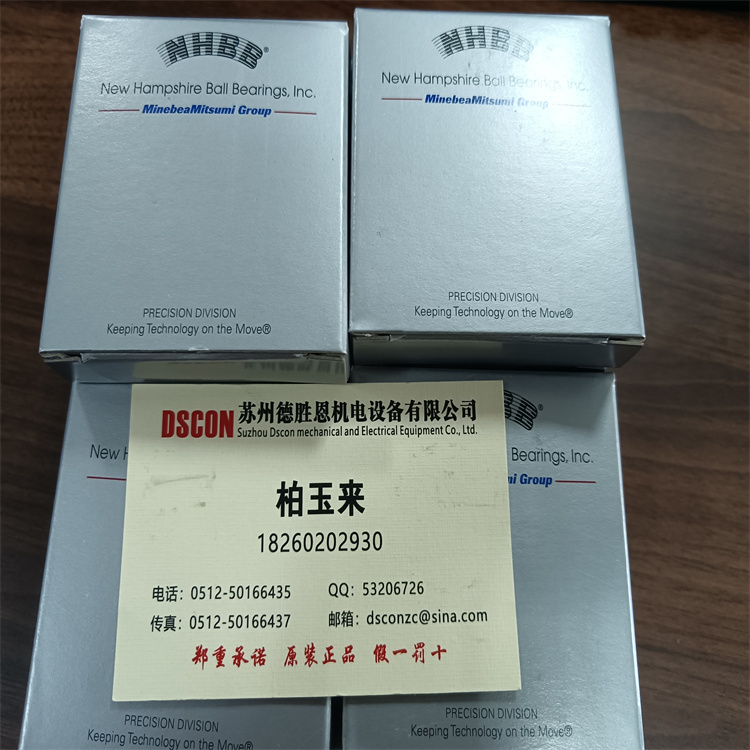 NHBB®
New Hampshire Ball Bearings, Inc.
MinebeaMitsumi Group
PRECISION DIVISION
Keeping Technology on the Move®
NHBB
New Hampshire Ball Bearings, Inc.
MinebeaMitsumi Group
PRECISION DIVISION
Keeping Technology on the Move®
New H
Bearings, Inc.
Group
DSCON 苏州德胜恩机电设备有限公司
Suzhou Dscon mechanical and Electrical Equipment Co., Ltd.
柏玉来
18260202930
电话：0512-50166435 QQ：53206726
传真：0512-50166437 邮箱：dsconzc@sina.com
郑重承诺 原装正品 假一罚十
PRECISION DIVISION
Keeping Technology on the Move®
PRECISION DIVISION
Keeping Technology on the Move®